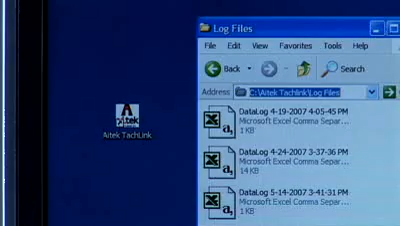 Log Files
File Edit View Favorites Tools Help
Back Search
Address C:\Aitek Tachlink\Log Files
Aitek
Aitek TachLink
DataLog 4-19-2007 4-05-45 PM
Microsoft Excel Comma Separ...
1 KB
DataLog 4-24-2007 3-37-36 PM
Microsoft Excel Comma Separ...
14 KB
DataLog 5-14-2007 3-41-31 PM
Microsoft Excel Comma Separ...
1 KB